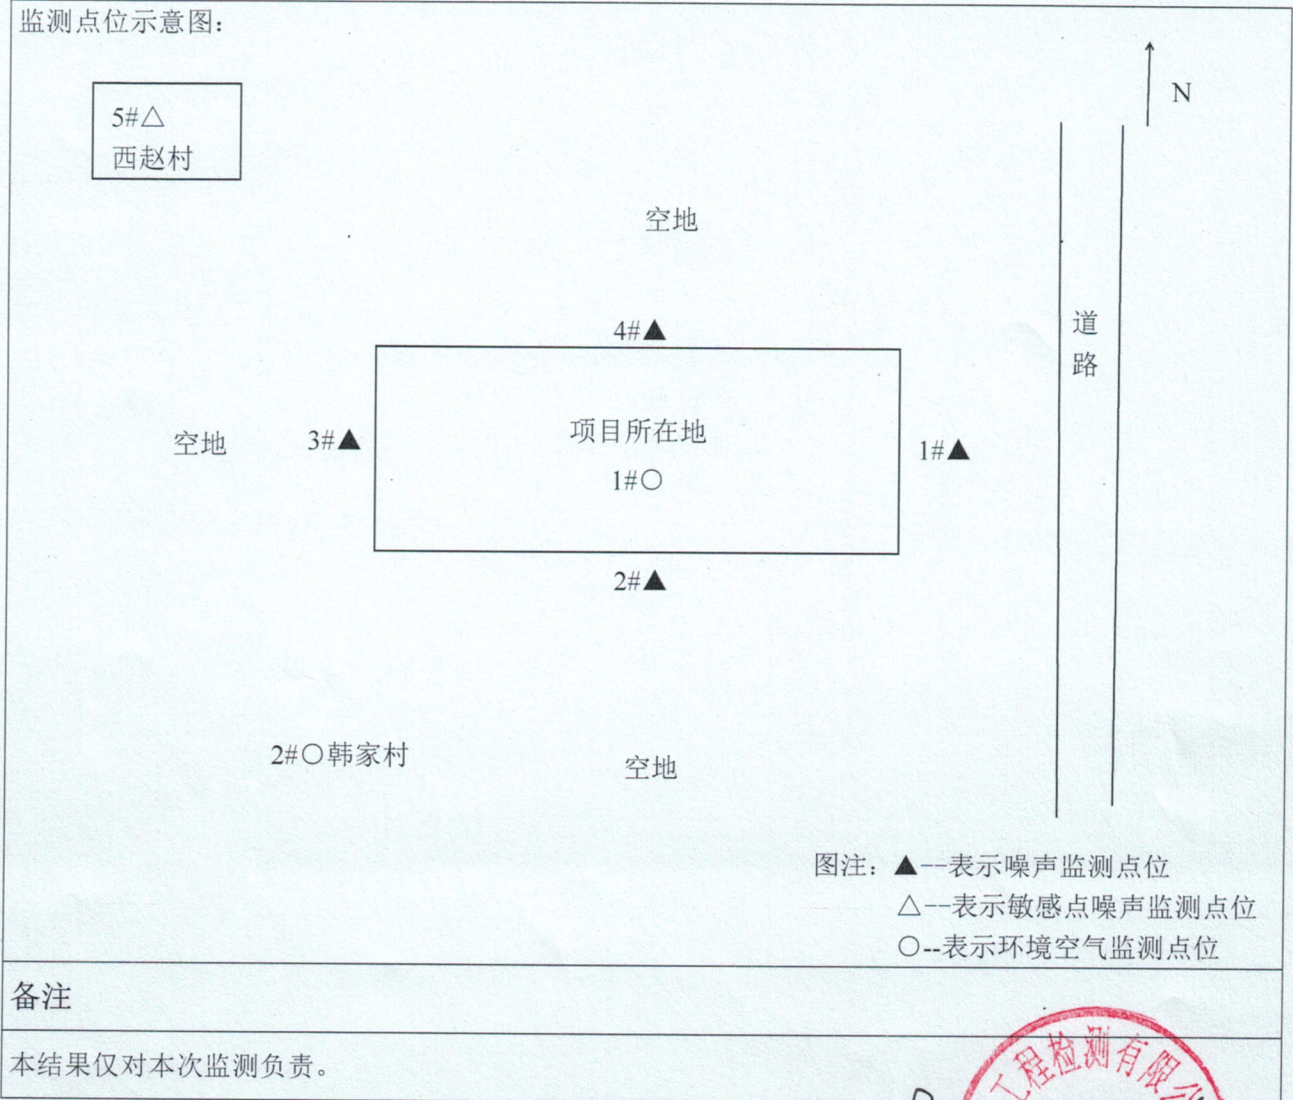 监测点位示意图：
N
5#△
西赵村
空地
道
路
4#▲
空地
3#▲
项目所在地
1#○
1#▲
2#▲
2#○韩家村
空地
图注：▲--表示噪声监测点位
△--表示敏感点噪声监测点位
○--表示环境空气监测点位
备注
本结果仅对本次监测负责。
工程检测有限公